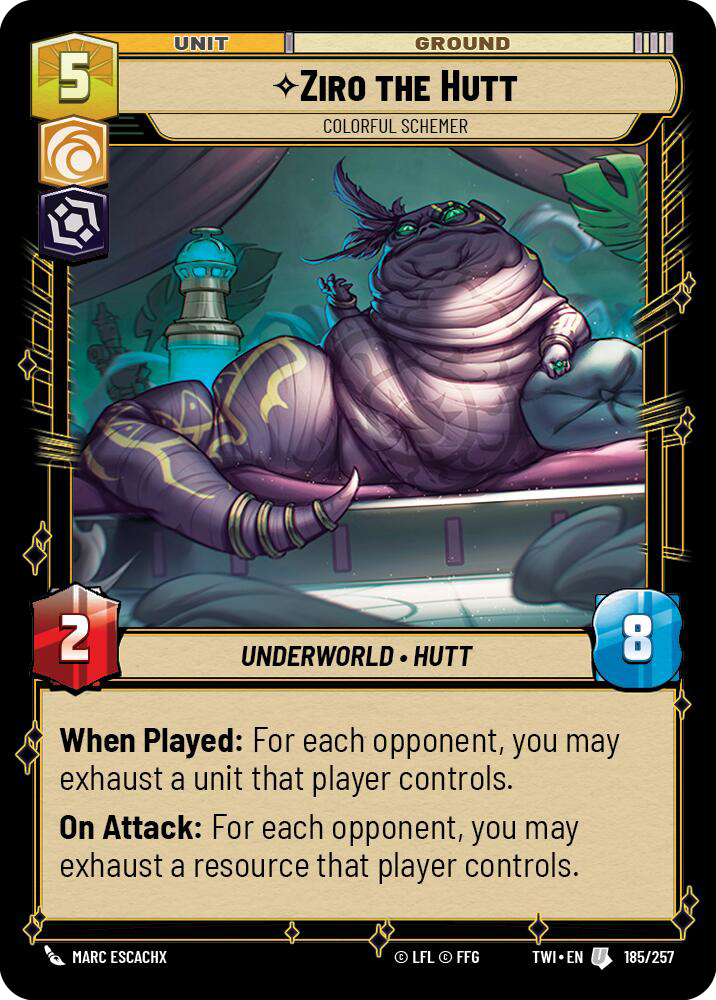 UNIT
GROUND
5
✧ZIRO THE HUTT
COLORFUL SCHEMER
2
UNDERWORLD • HUTT
8
When Played: For each opponent, you may
exhaust a unit that player controls.
On Attack: For each opponent, you may
exhaust a resource that player controls.
MARC ESCACHX
© LFL © FFG
TWI • EN
U
185/257